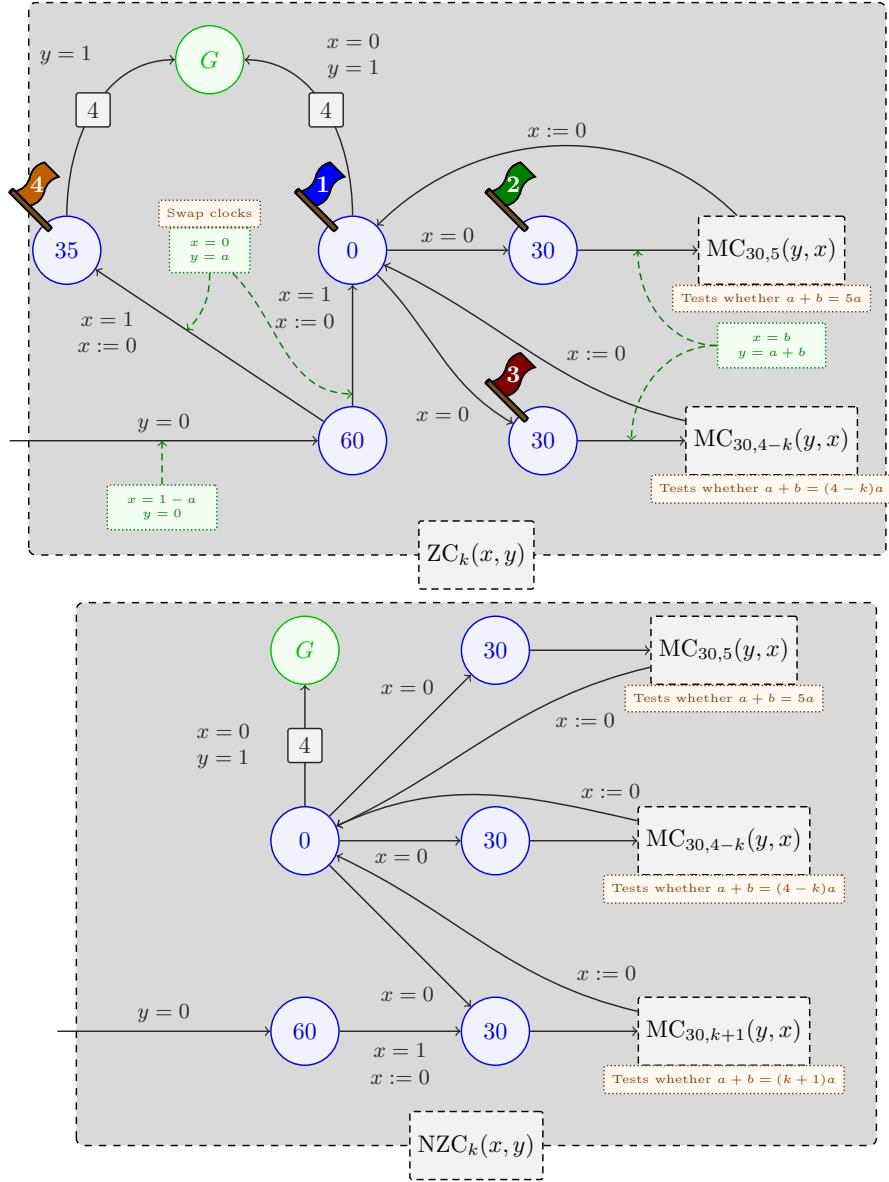 G
y = 1
x = 0
y = 1
4
4
x := 0
4
1
2
Swap clocks
x = 0
y = a
35
0
x = 0
30
MC30,5(y, x)
Tests whether a + b = 5a
x = 1
x := 0
x = 1
x := 0
x = b
y = a + b
x := 0
3
y = 0
60
x = 0
30
MC30,4−k(y, x)
Tests whether a + b = (4 − k)a
x = 1 − a
y = 0
ZCk(x, y)
G
30
MC30,5(y, x)
Tests whether a + b = 5a
x = 0
x := 0
x = 0
y = 1
4
x := 0
0
x = 0
30
MC30,4−k(y, x)
Tests whether a + b = (4 − k)a
x := 0
x = 0
y = 0
60
x = 1
x := 0
30
MC30,k+1(y, x)
Tests whether a + b = (k + 1)a
NZCk(x, y)